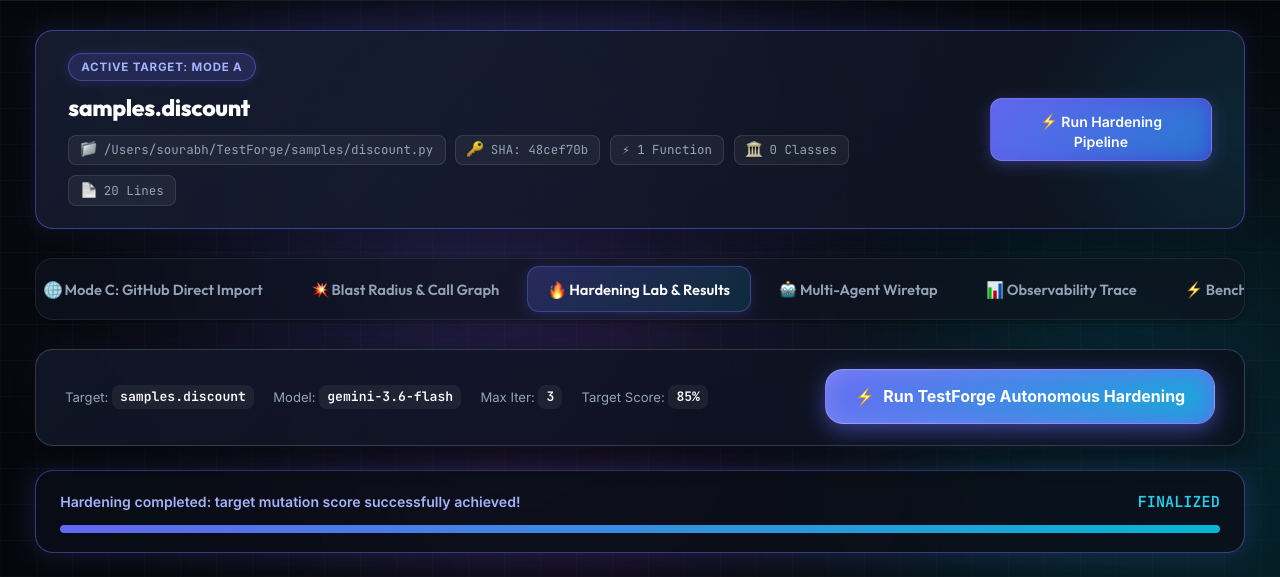 ACTIVE TARGET: MODE A
samples.discount
/Users/sourabh/TestForge/samples/discount.py
SHA: 48cef70b
⚡ 1 Function
0 Classes
20 Lines
⚡ Run Hardening
Pipeline
Mode C: GitHub Direct Import
Blast Radius & Call Graph
Hardening Lab & Results
Multi-Agent Wiretap
Observability Trace
⚡ Bench
Target: samples.discount
Model: gemini-3.6-flash
Max Iter: 3
Target Score: 85%
⚡ Run TestForge Autonomous Hardening
Hardening completed: target mutation score successfully achieved!
FINALIZED